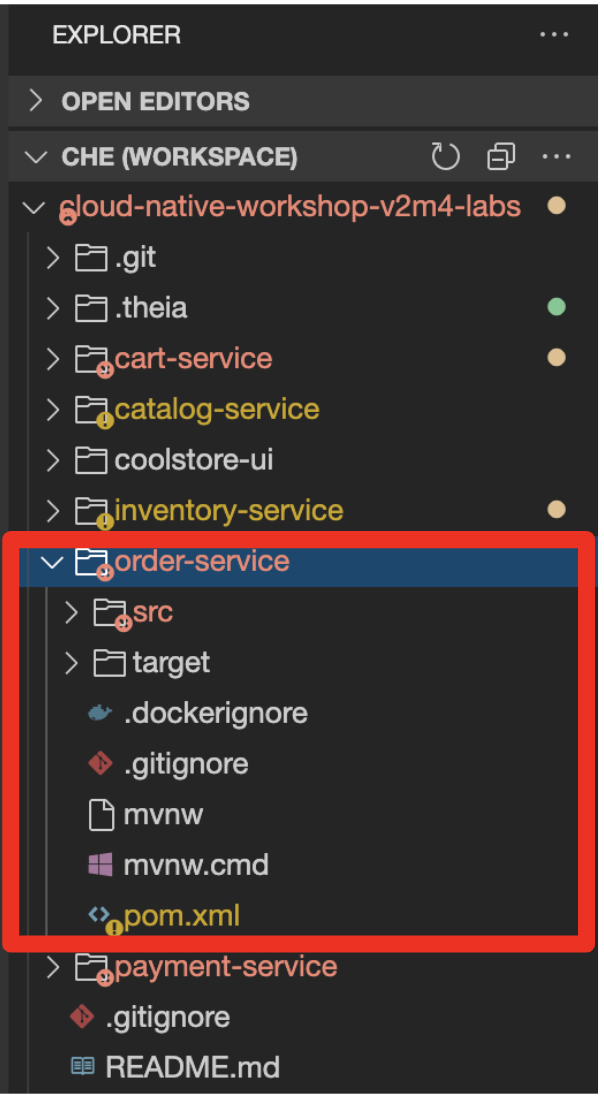 EXPLORER
OPEN EDITORS
CHE (WORKSPACE)
cloud-native-workshop-v2m4-labs
.git
.theia
cart-service
catalog-service
coolstore-ui
inventory-service
order-service
src
target
.dockerignore
.gitignore
mvnw
mvnw.cmd
pom.xml
payment-service
.gitignore
README.md